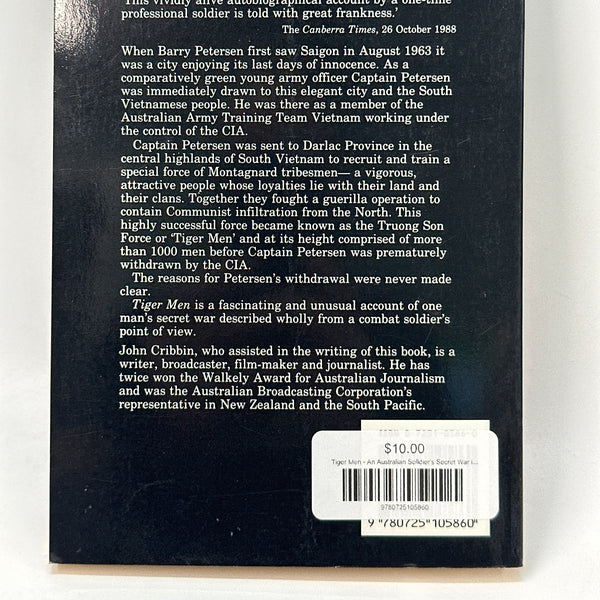 'This vividly alive autobiographical account by a one-time
professional soldier is told with great frankness.'
The Canberra Times, 26 October 1988
When Barry Petersen first saw Saigon in August 1963 it
was a city enjoying its last days of innocence. As a
comparatively green young army officer Captain Petersen
was immediately drawn to this elegant city and the South
Vietnamese people. He was there as a member of the
Australian Army Training Team Vietnam working under
the control of the CIA.
Captain Petersen was sent to Darlac Province in the
central highlands of South Vietnam to recruit and train a
special force of Montagnard tribesmen— a vigorous,
attractive people whose loyalties lie with their land and
their clans. Together they fought a guerilla operation to
contain Communist infiltration from the North. This
highly successful force became known as the Truong Son
Force or 'Tiger Men' and at its height comprised of more
than 1000 men before Captain Petersen was prematurely
withdrawn by the CIA.
The reasons for Petersen's withdrawal were never made
clear.
Tiger Men is a fascinating and unusual account of one
man's secret war described wholly from a combat soldier's
point of view.
John Cribbin, who assisted in the writing of this book, is a
writer, broadcaster, film-maker and journalist. He has
twice won the Walkely Award for Australian Journalism
and was the Australian Broadcasting Corporation's
representative in New Zealand and the South Pacific.
$10.00
Tiger Men - An Australian Soldier's Secret War i...
9780725105860
9 780725 105860